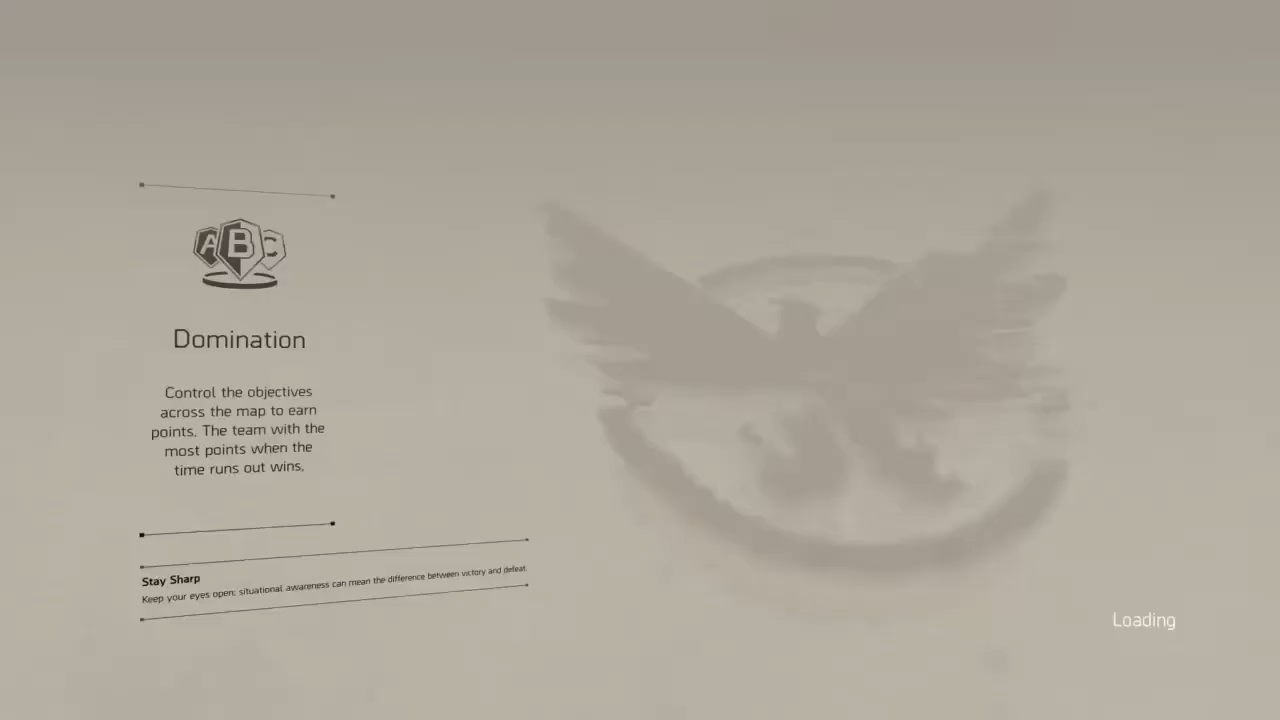 A B C
Domination
Control the objectives
across the map to earn
points. The team with the
most points when the
time runs out wins.
Stay Sharp
Keep your eyes open; situational awareness can mean the difference between victory and defeat.
Loading